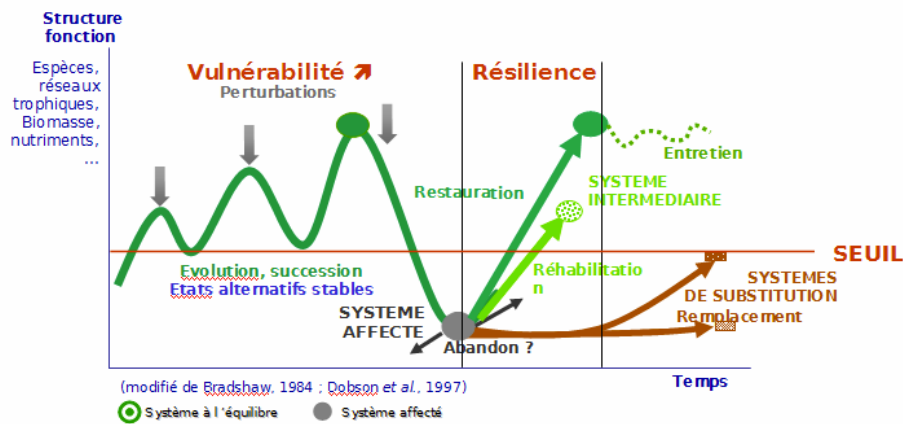 Structure
fonction
Espèces,
réseaux
trophiques,
Biomasse,
nutriments,
...
Vulnérabilité
Perturbations
Résilience
Entretien
Restauration
SYSTEME
INTERMEDIAIRE
SEUIL
Evolution, succession
Etats alternatifs stables
Réhabilitatio
n
SYSTEMES
DE SUBSTITUTION
Remplacement
SYSTEME
AFFECTE
Abandon ?
Temps
(modifié de Bradshaw, 1984 ; Dobson et al., 1997)
Système à l'équilibre
Système affecté